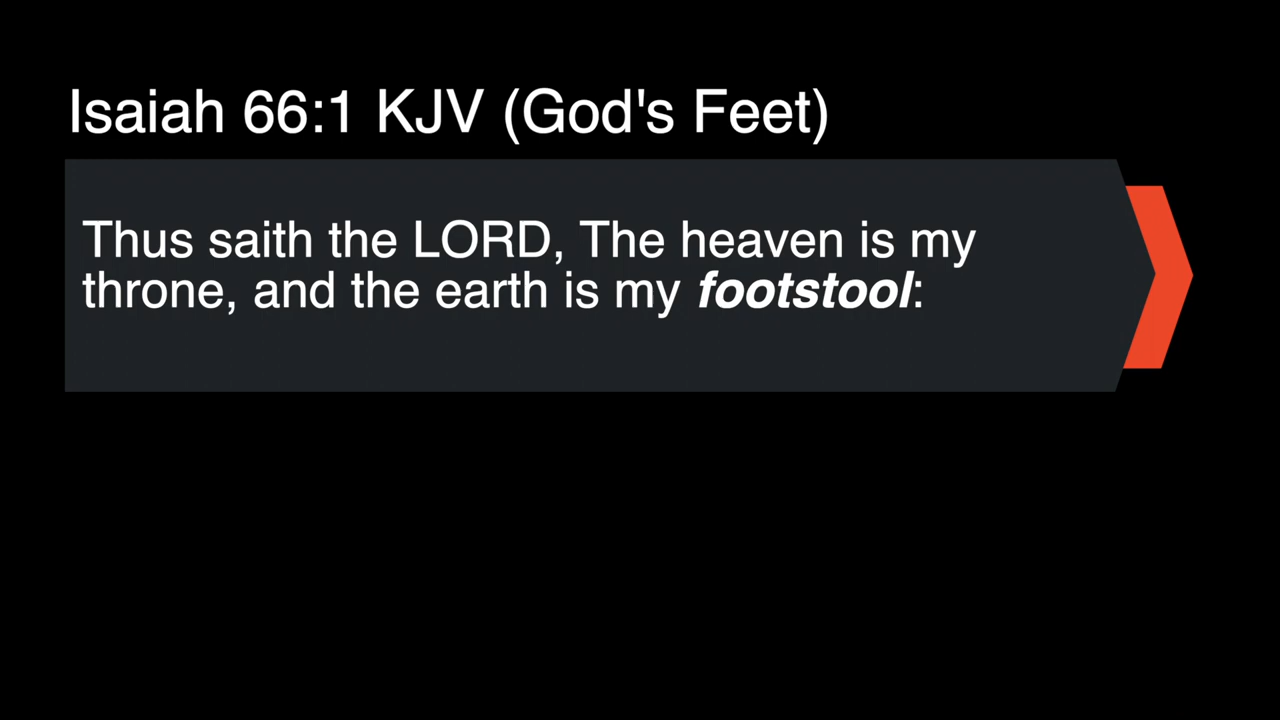 Isaiah 66:1 KJV (God's Feet)
Thus saith the LORD, The heaven is my
throne, and the earth is my footstool: